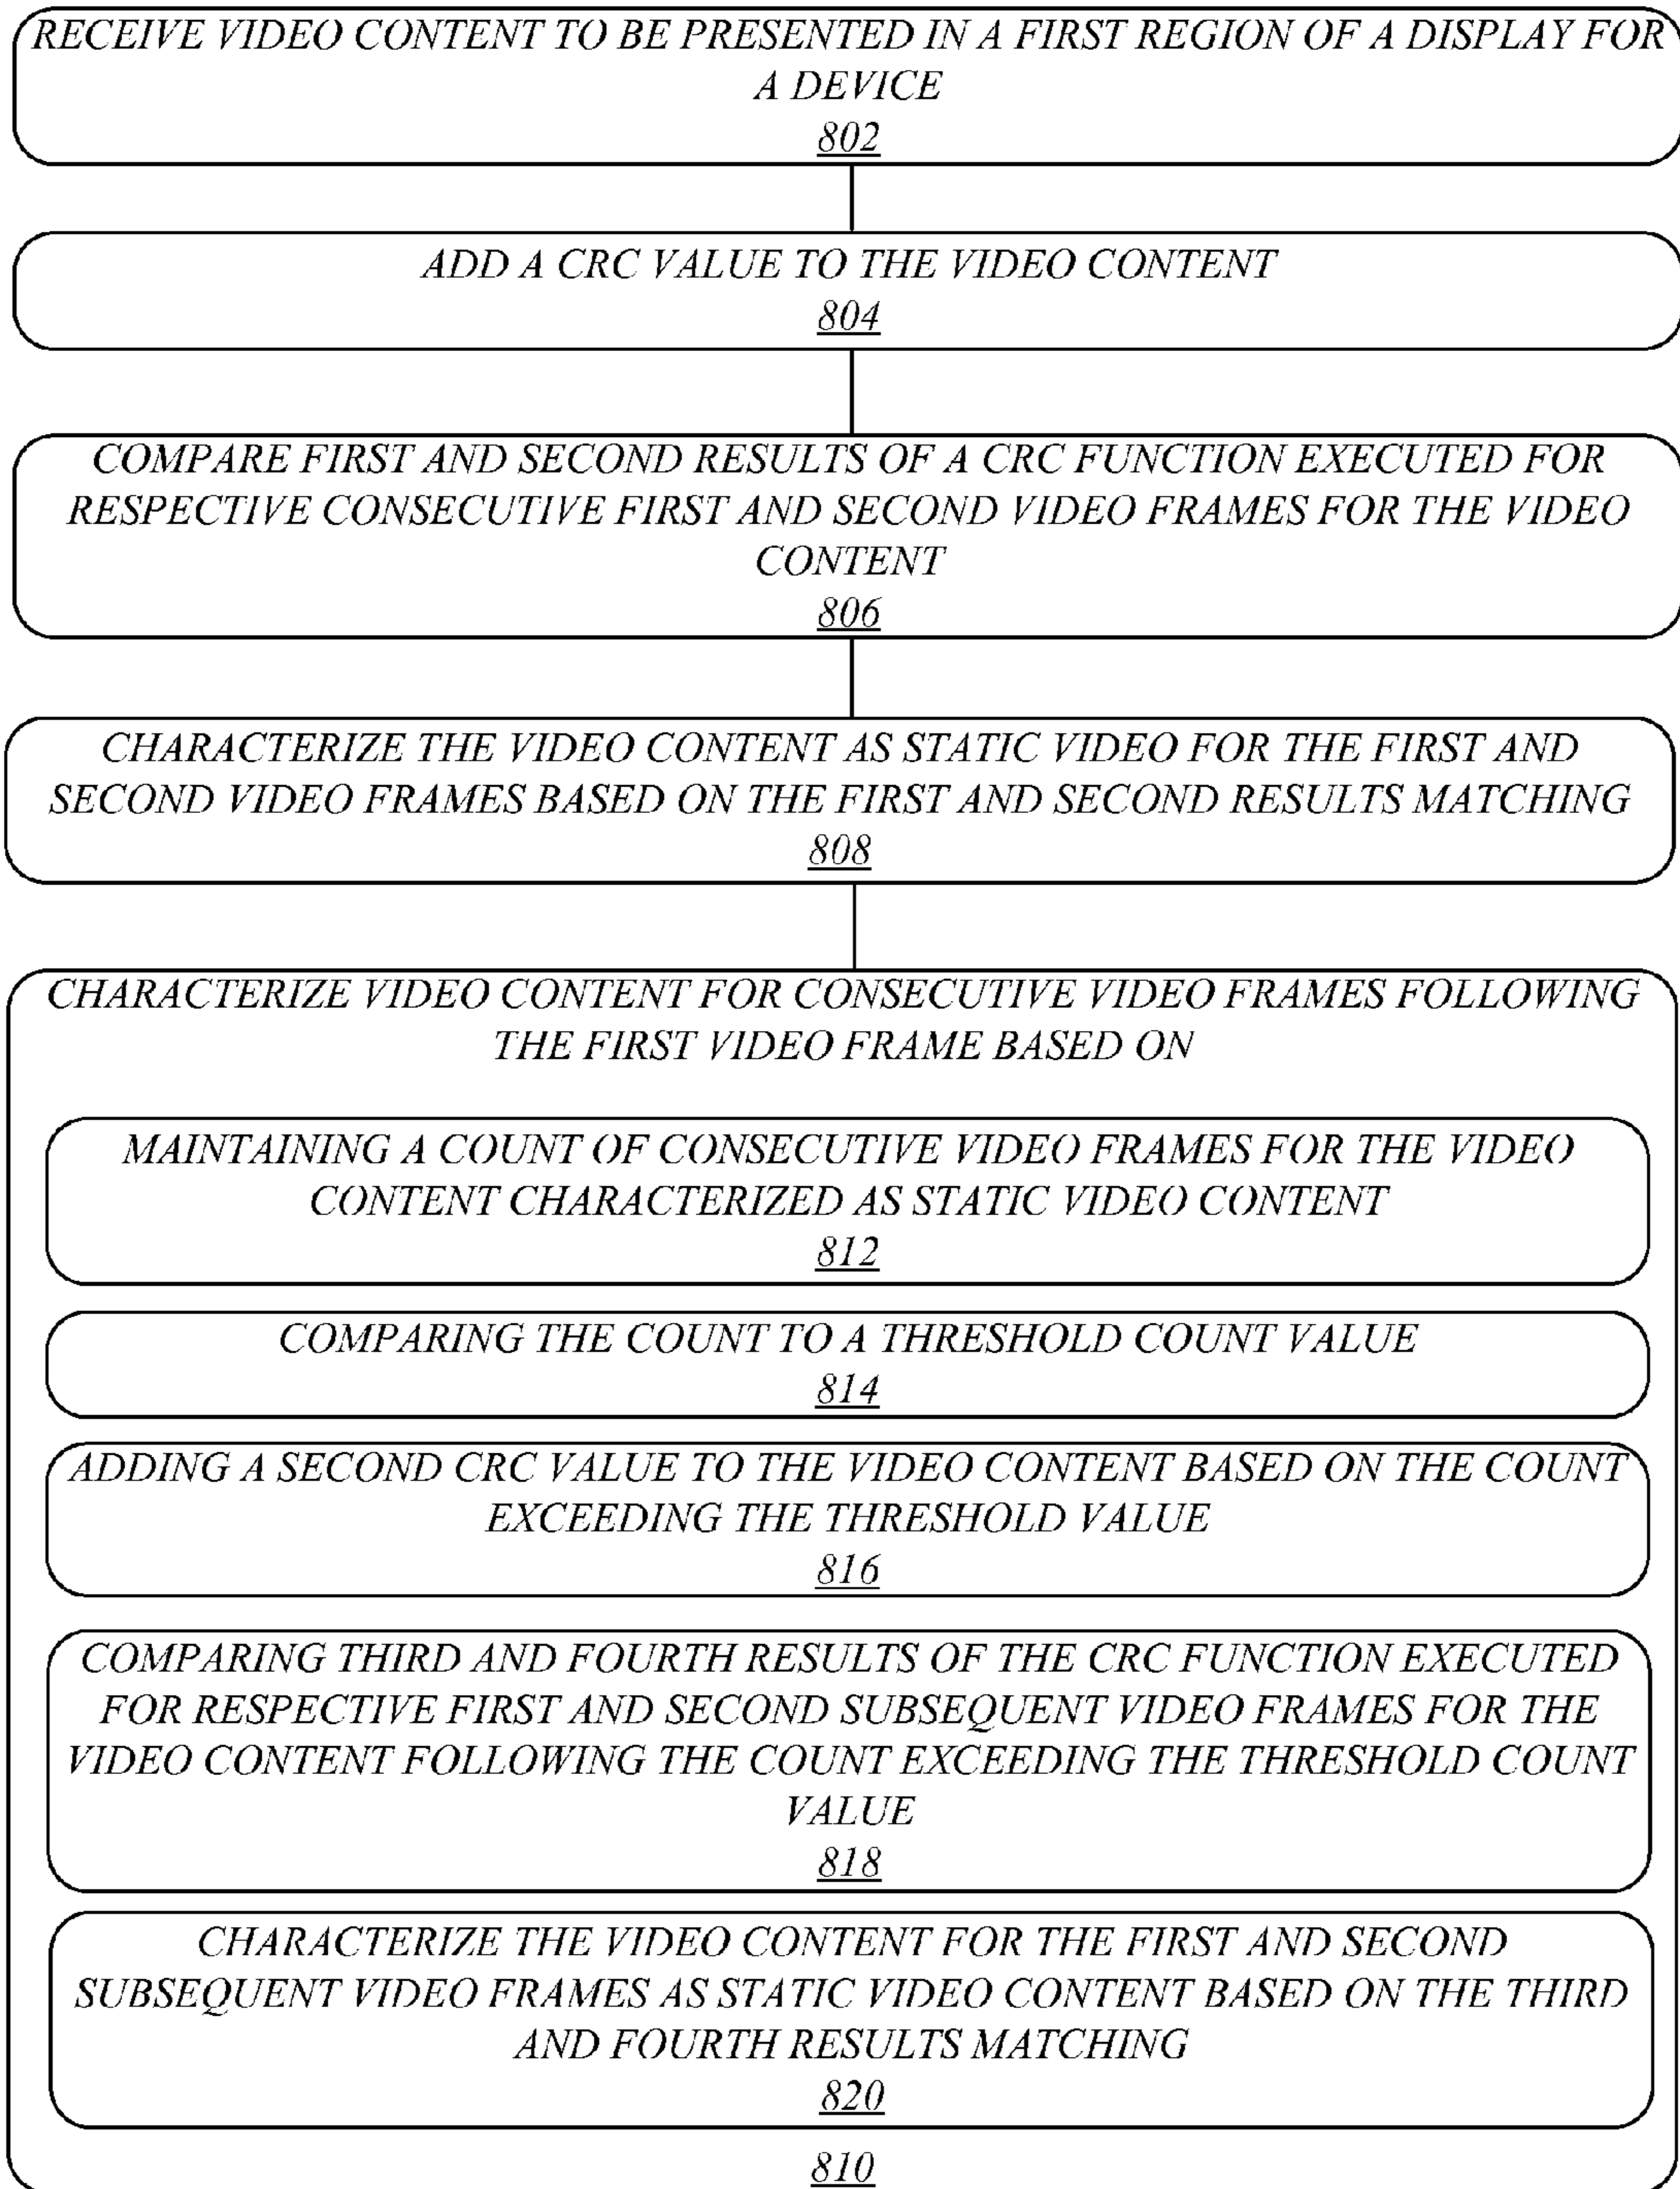 RECEIVE VIDEO CONTENT TO BE PRESENTED IN A FIRST REGION OF A DISPLAY FOR
A DEVICE
802
ADD A CRC VALUE TO THE VIDEO CONTENT
804
COMPARE FIRST AND SECOND RESULTS OF A CRC FUNCTION EXECUTED FOR
RESPECTIVE CONSECUTIVE FIRST AND SECOND VIDEO FRAMES FOR THE VIDEO
CONTENT
806
CHARACTERIZE THE VIDEO CONTENT AS STATIC VIDEO FOR THE FIRST AND
SECOND VIDEO FRAMES BASED ON THE FIRST AND SECOND RESULTS MATCHING
808
CHARACTERIZE VIDEO CONTENT FOR CONSECUTIVE VIDEO FRAMES FOLLOWING
THE FIRST VIDEO FRAME BASED ON
MAINTAINING A COUNT OF CONSECUTIVE VIDEO FRAMES FOR THE VIDEO
CONTENT CHARACTERIZED AS STATIC VIDEO CONTENT
812
COMPARING THE COUNT TO A THRESHOLD COUNT VALUE
814
ADDING A SECOND CRC VALUE TO THE VIDEO CONTENT BASED ON THE COUNT
EXCEEDING THE THRESHOLD VALUE
816
COMPARING THIRD AND FOURTH RESULTS OF THE CRC FUNCTION EXECUTED
FOR RESPECTIVE FIRST AND SECOND SUBSEQUENT VIDEO FRAMES FOR THE
VIDEO CONTENT FOLLOWING THE COUNT EXCEEDING THE THRESHOLD COUNT
VALUE
818
CHARACTERIZE THE VIDEO CONTENT FOR THE FIRST AND SECOND
SUBSEQUENT VIDEO FRAMES AS STATIC VIDEO CONTENT BASED ON THE THIRD
AND FOURTH RESULTS MATCHING
820
810